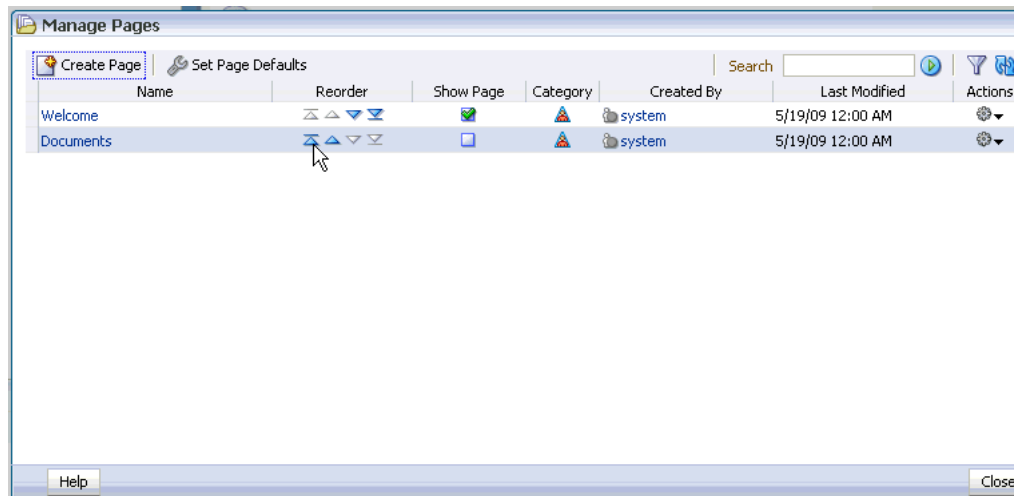 Manage Pages
Create Page Set Page Defaults Search
Name Reorder Show Page Category Created By Last Modified Actions
Welcome system 5/19/09 12:00 AM
Documents system 5/19/09 12:00 AM
Help Close